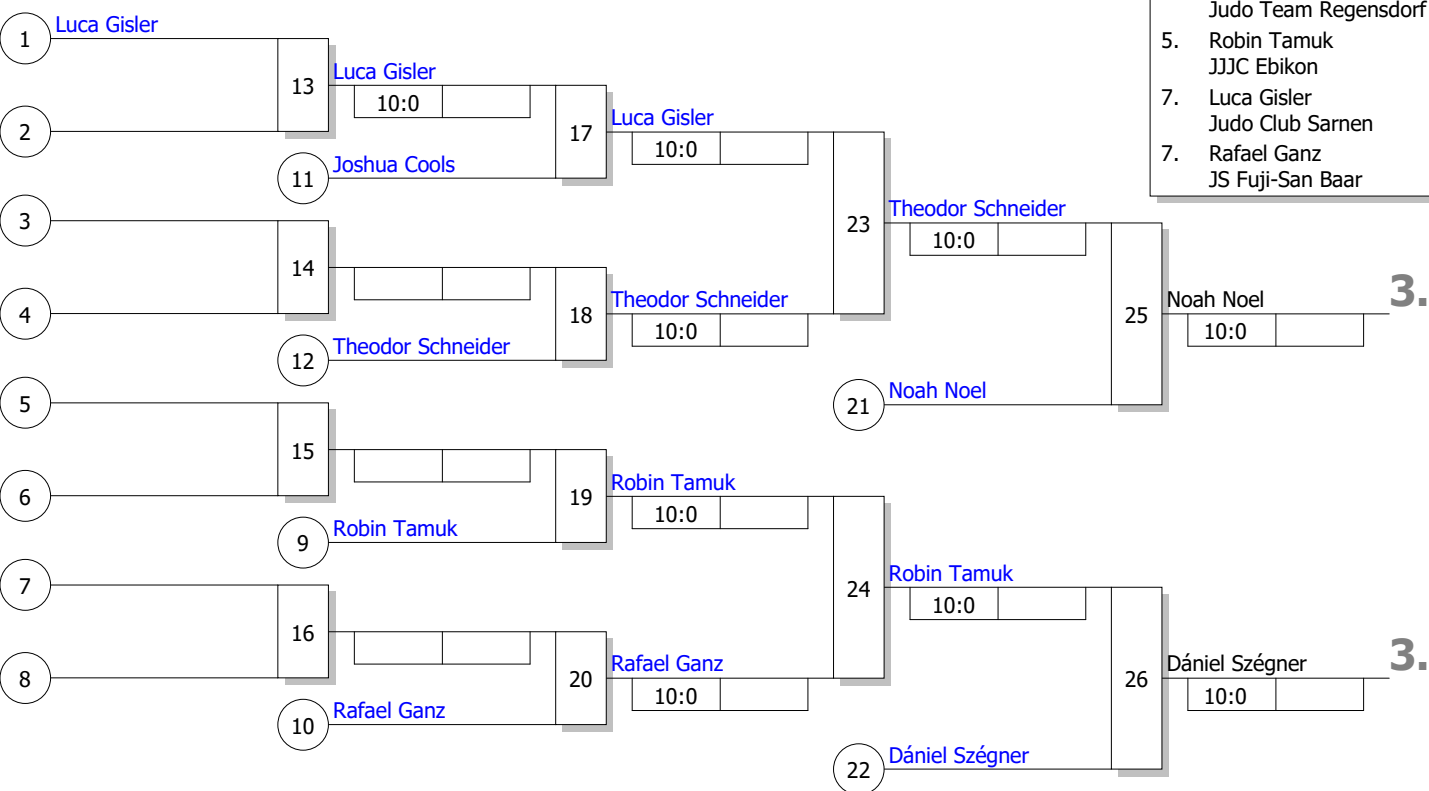 Judo Team Regensdorf
5. Robin Tamuk
JJJC Ebikon
7. Luca Gisler
Judo Club Sarnen
7. Rafael Ganz
JS Fuji-San Baar
1 Luca Gisler
13 Luca Gisler
10:0
2
17 Luca Gisler
10:0
11 Joshua Cools
3
23 Theodor Schneider
10:0
14
4
18 Theodor Schneider
10:0
12 Theodor Schneider
25 Noah Noel 3.
10:0
5
21 Noah Noel
15
6
19 Robin Tamuk
10:0
9 Robin Tamuk
7
24 Robin Tamuk
10:0
16
8
20 Rafael Ganz
10:0
10 Rafael Ganz
26 Dániel Szégner 3.
10:0
22 Dániel Szégner